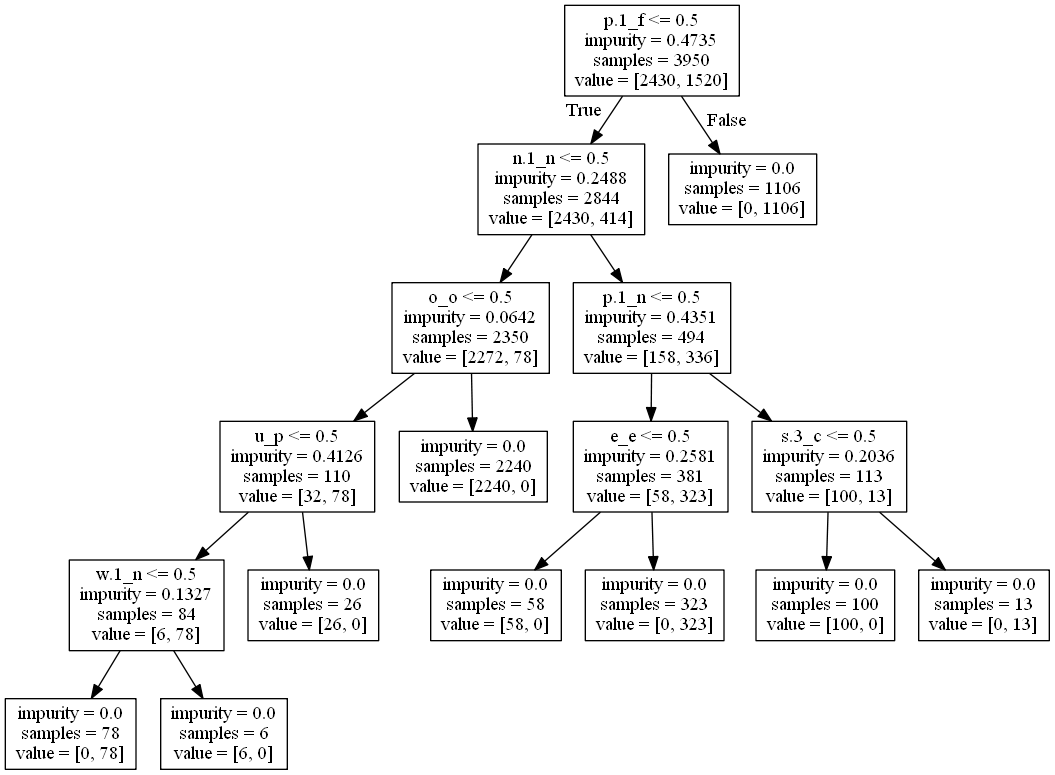 p.1_f <= 0.5
impurity = 0.4735
samples = 3950
value = [2430, 1520]
True
False
n.1_n <= 0.5
impurity = 0.2488
samples = 2844
value = [2430, 414]
impurity = 0.0
samples = 1106
value = [0, 1106]
o_o <= 0.5
impurity = 0.0642
samples = 2350
value = [2272, 78]
p.1_n <= 0.5
impurity = 0.4351
samples = 494
value = [158, 336]
u_p <= 0.5
impurity = 0.4126
samples = 110
value = [32, 78]
impurity = 0.0
samples = 2240
value = [2240, 0]
e_e <= 0.5
impurity = 0.2581
samples = 381
value = [58, 323]
s.3_c <= 0.5
impurity = 0.2036
samples = 113
value = [100, 13]
w.1_n <= 0.5
impurity = 0.1327
samples = 84
value = [6, 78]
impurity = 0.0
samples = 26
value = [26, 0]
impurity = 0.0
samples = 58
value = [58, 0]
impurity = 0.0
samples = 323
value = [0, 323]
impurity = 0.0
samples = 100
value = [100, 0]
impurity = 0.0
samples = 13
value = [0, 13]
impurity = 0.0
samples = 78
value = [0, 78]
impurity = 0.0
samples = 6
value = [6, 0]